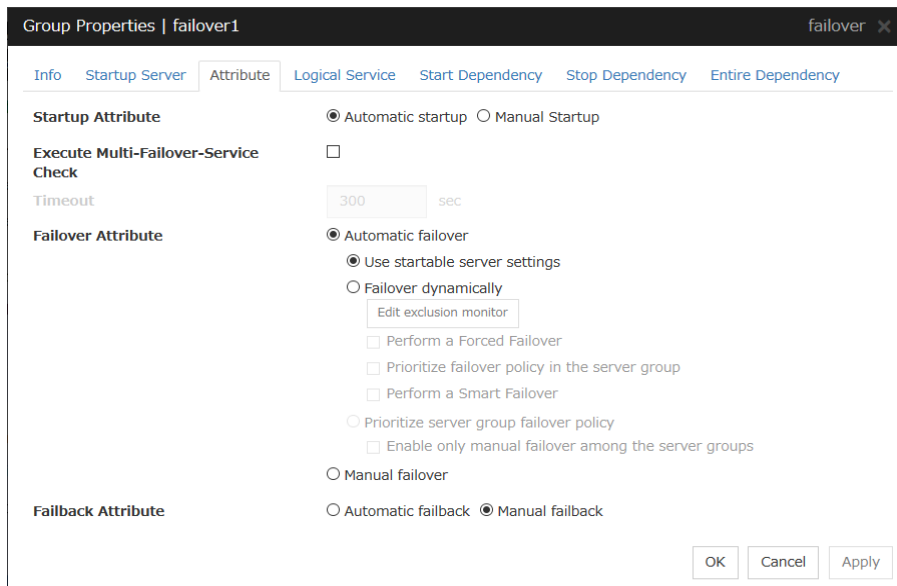 Group Properties | failover1 failover
Info Startup Server Attribute Logical Service Start Dependency Stop Dependency Entire Dependency
Startup Attribute Automatic startup Manual Startup
Execute Multi-Failover-Service
Check
Timeout 300 sec
Failover Attribute Automatic failover
Use startable server settings
Failover dynamically
Edit exclusion monitor
Perform a Forced Failover
Prioritize failover policy in the server group
Perform a Smart Failover
Prioritize server group failover policy
Enable only manual failover among the server groups
Manual failover
Failback Attribute Automatic failback Manual failback
OK Cancel Apply